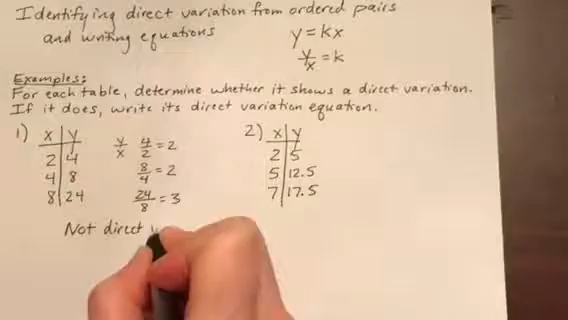 Identifying direct variation from ordered pairs
and writing equations
y = kx
y/x = k
Examples:
For each table, determine whether it shows a direct variation.
If it does, write its direct variation equation.
1) x | y
2 | 4
4 | 8
8 | 24
y/x 4/2 = 2
8/4 = 2
24/8 = 3
Not direct
2) x | y
2 | 5
5 | 12.5
7 | 17.5